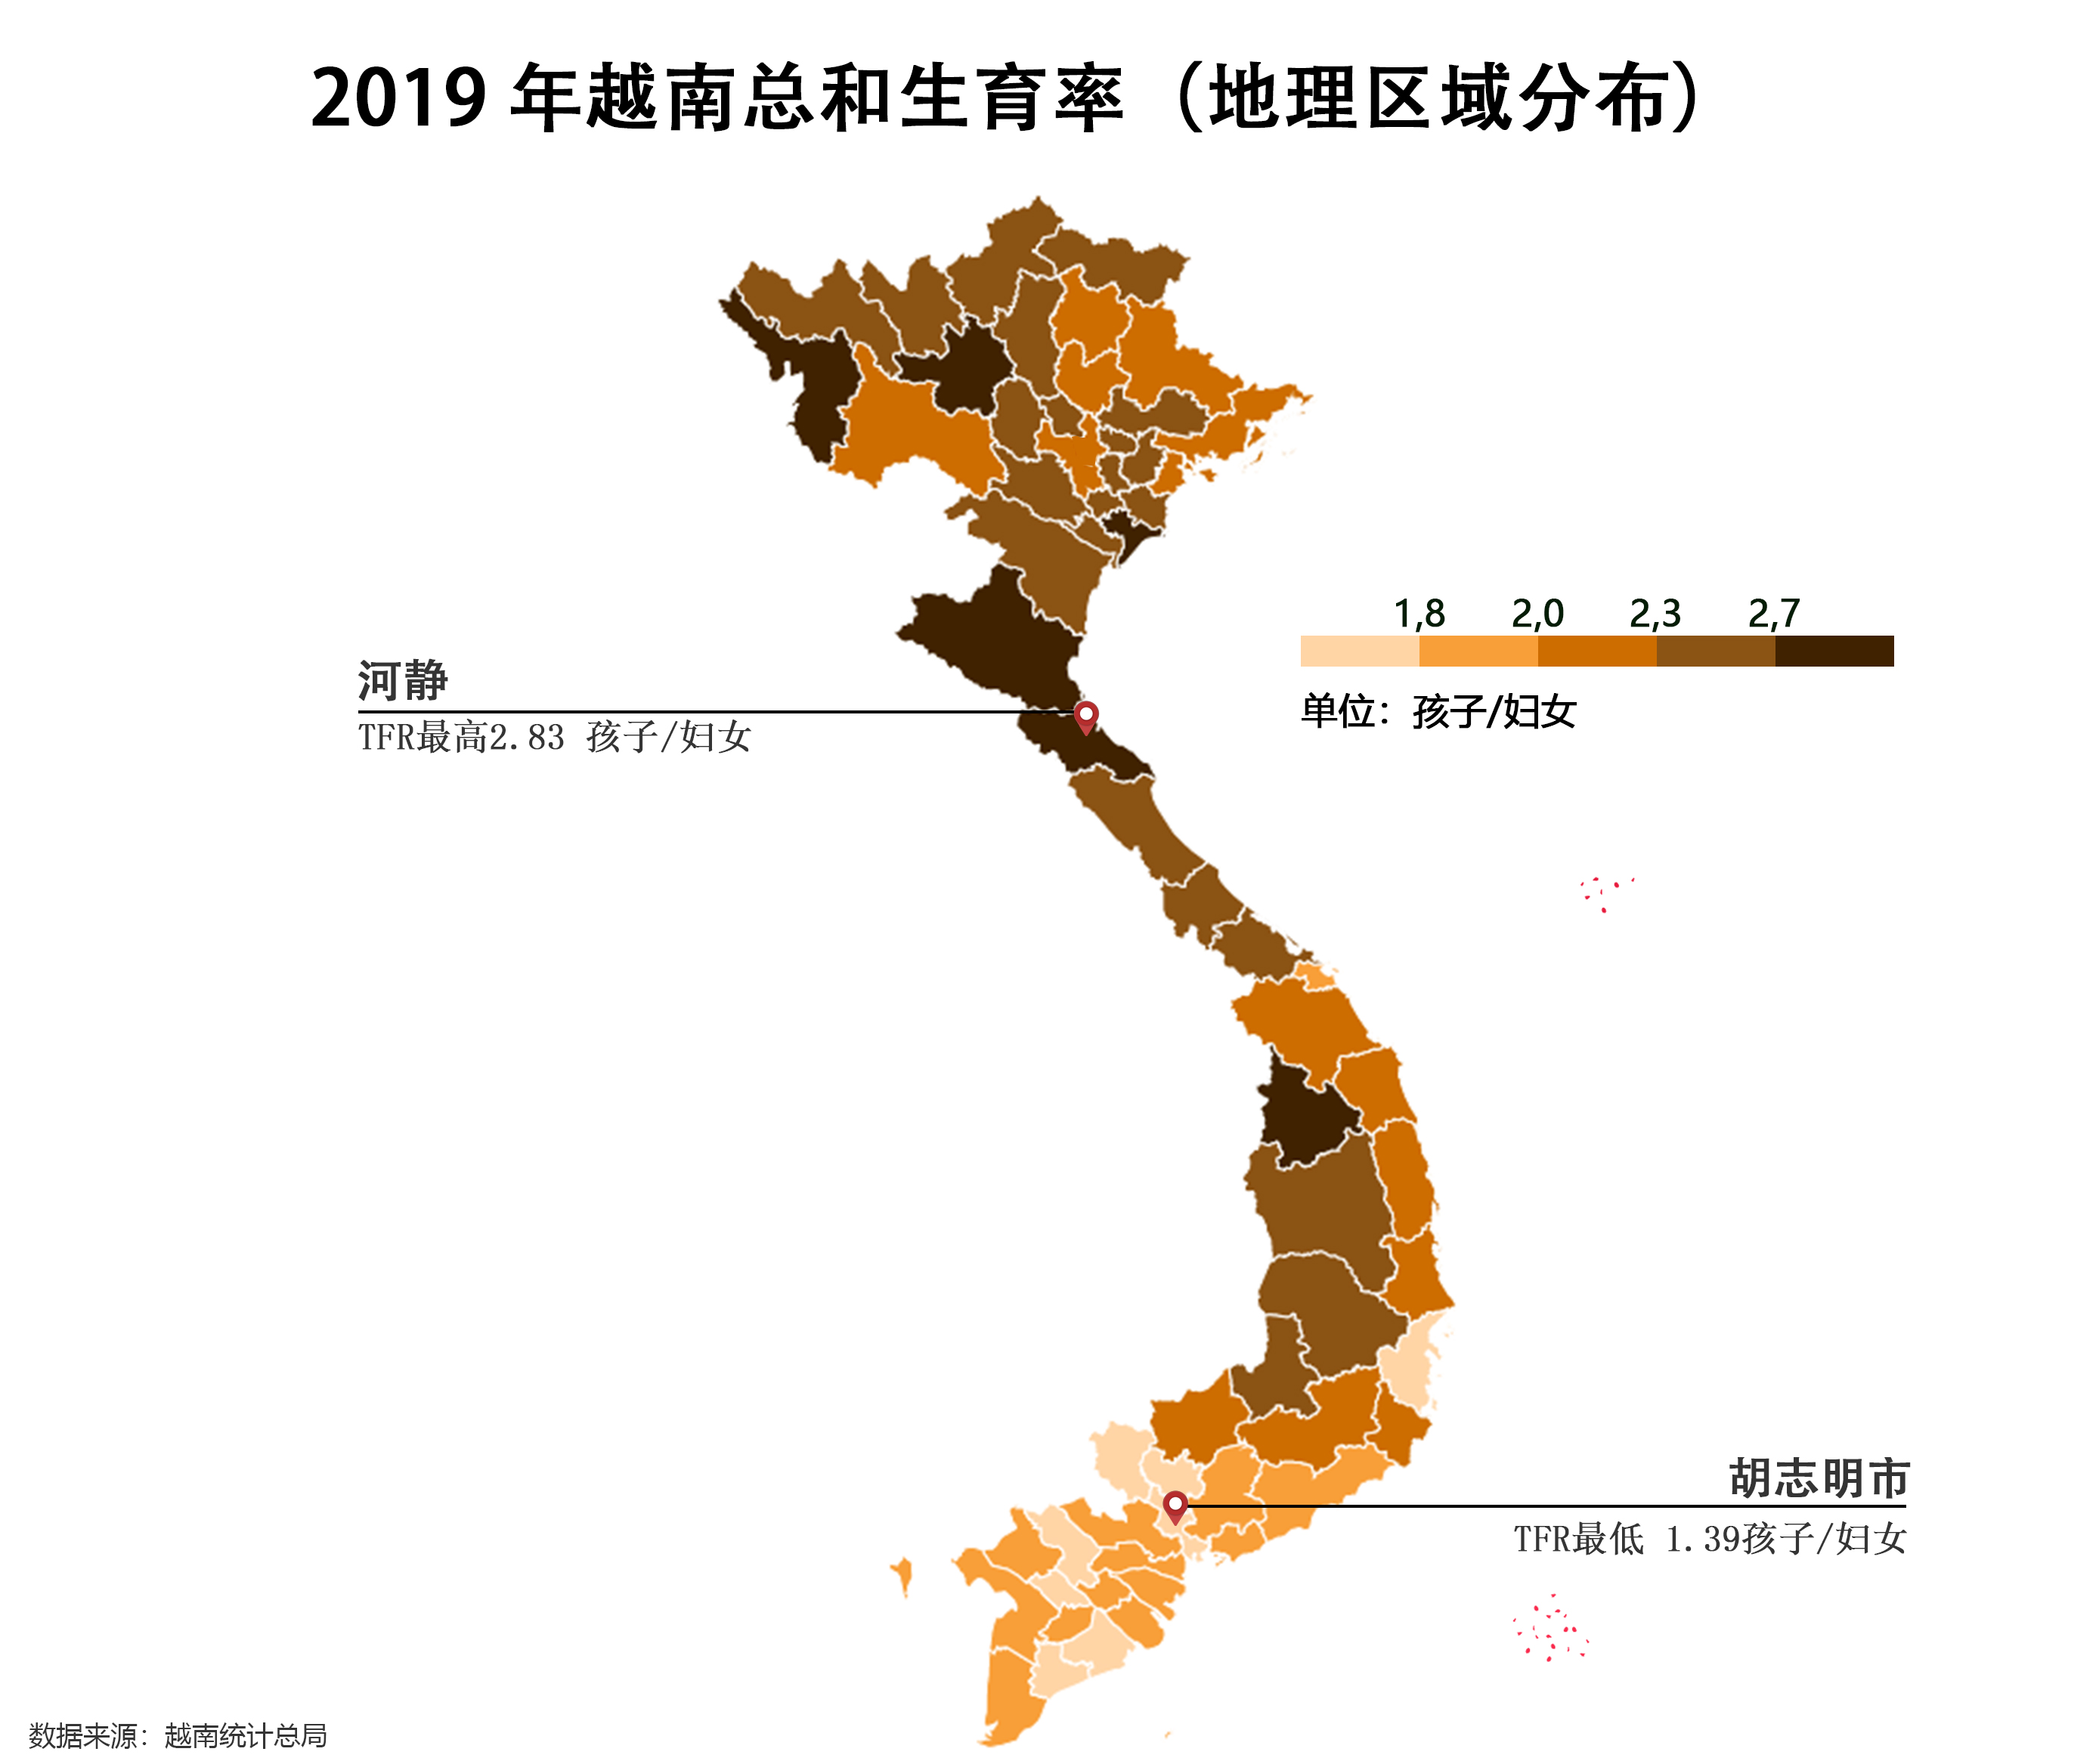 2019 年越南总和生育率（地理区域分布）
1,8 2,0 2,3 2,7
单位：孩子/妇女
河静
TFR最高2.83 孩子/妇女
胡志明市
TFR最低 1.39孩子/妇女
数据来源：越南统计总局